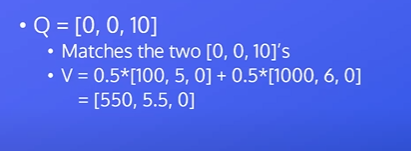 • Q = [0, 0, 10]
• Matches the two [0, 0, 10]'s
• V = 0.5*[100, 5, 0] + 0.5*[1000, 6, 0]
= [550, 5.5, 0]